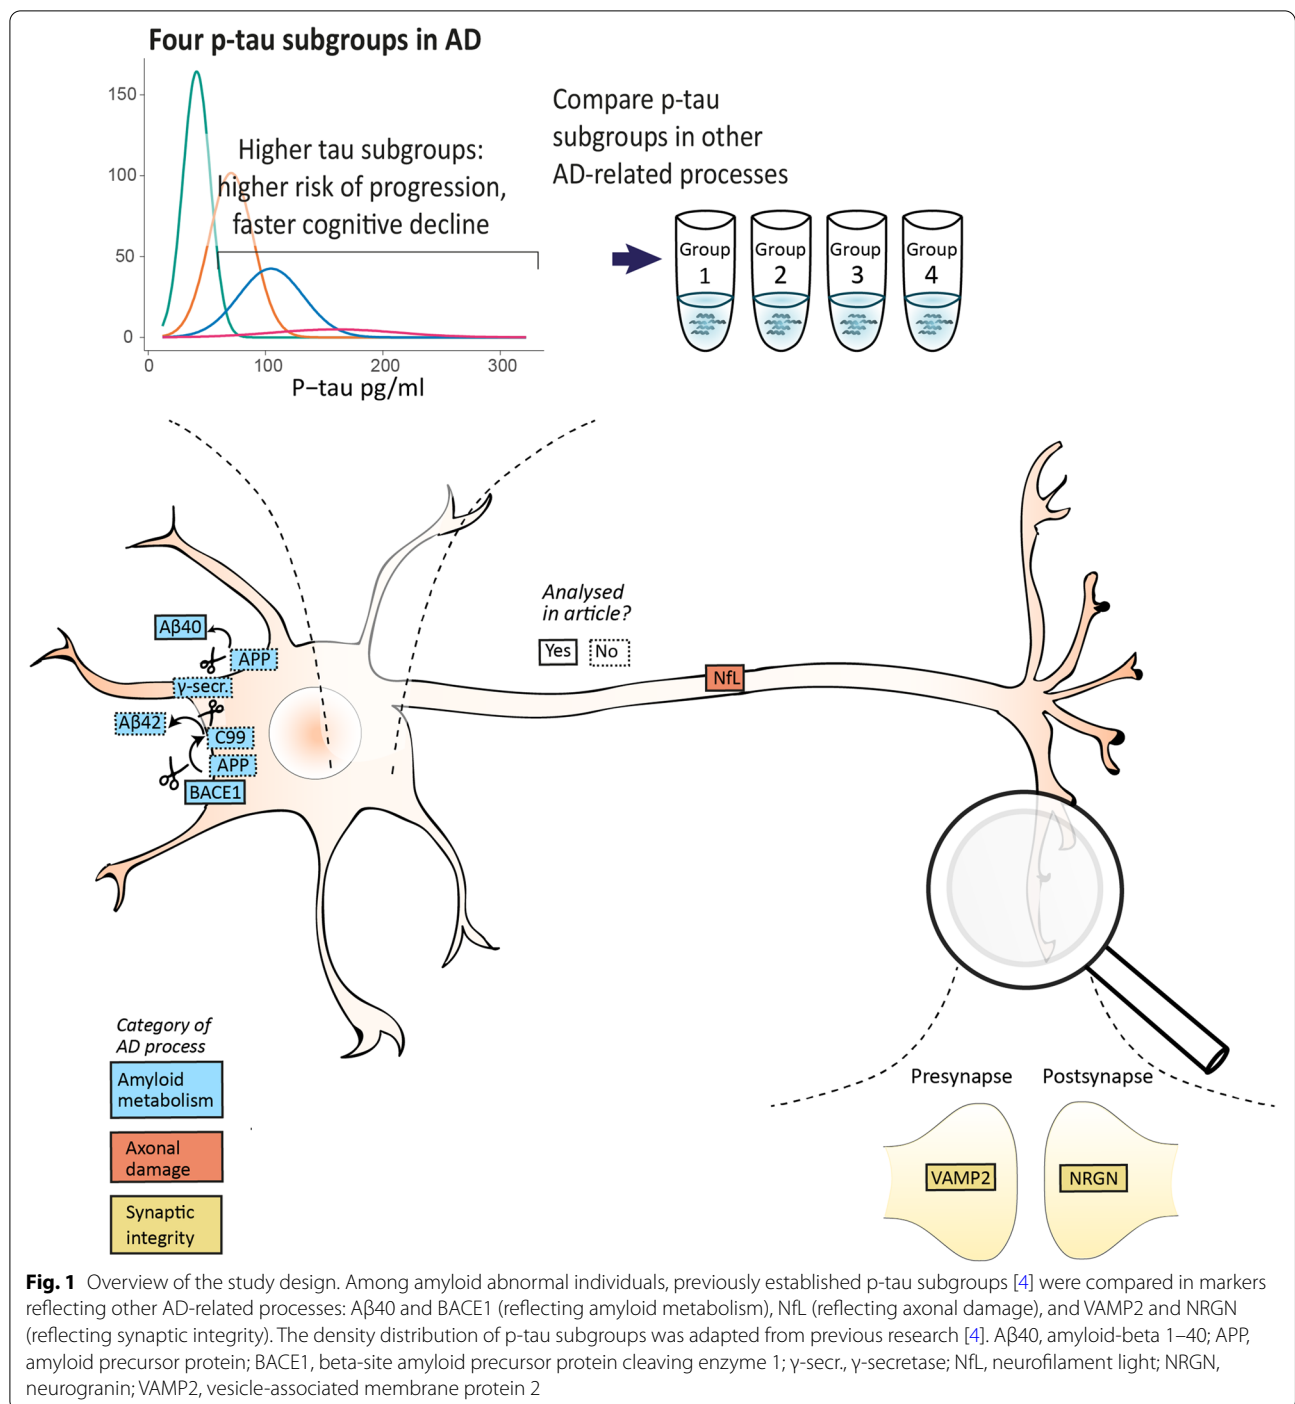 Four p-tau subgroups in AD
150
100
50
0
0 100 200 300
P−tau pg/ml
Higher tau subgroups:
higher risk of progression,
faster cognitive decline
Compare p-tau
subgroups in other
AD-related processes
Group
1
Group
2
Group
3
Group
4
Analysed
in article?
Yes
No
Aβ40
APP
γ-secr.
Aβ42
C99
APP
BACE1
NfL
Category of
AD process
Amyloid
metabolism
Axonal
damage
Synaptic
integrity
Presynapse
Postsynapse
VAMP2
NRGN
Fig. 1 Overview of the study design. Among amyloid abnormal individuals, previously established p-tau subgroups [4] were compared in markers
reflecting other AD-related processes: Aβ40 and BACE1 (reflecting amyloid metabolism), NfL (reflecting axonal damage), and VAMP2 and NRGN
(reflecting synaptic integrity). The density distribution of p-tau subgroups was adapted from previous research [4]. Aβ40, amyloid-beta 1–40; APP,
amyloid precursor protein; BACE1, beta-site amyloid precursor protein cleaving enzyme 1; γ-secr., γ-secretase; NfL, neurofilament light; NRGN,
neurogranin; VAMP2, vesicle-associated membrane protein 2